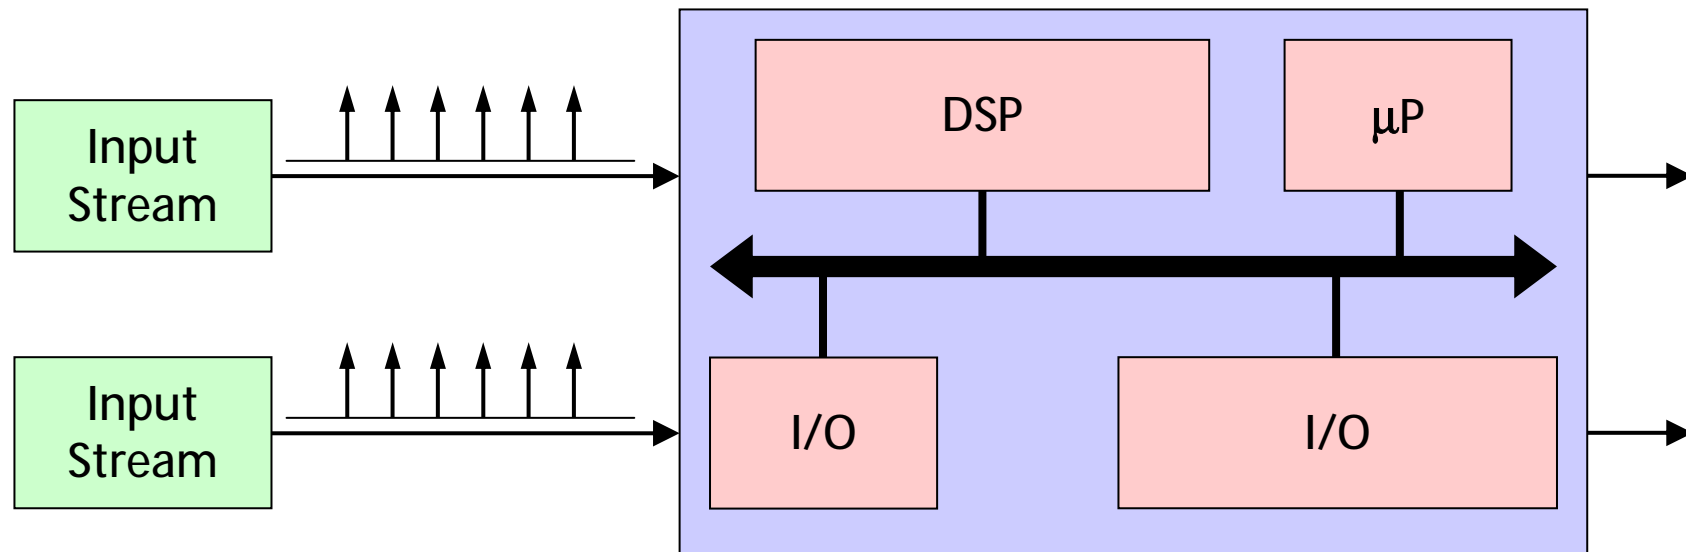 Input
Stream
DSP
μP
Input
Stream
I/O
I/O